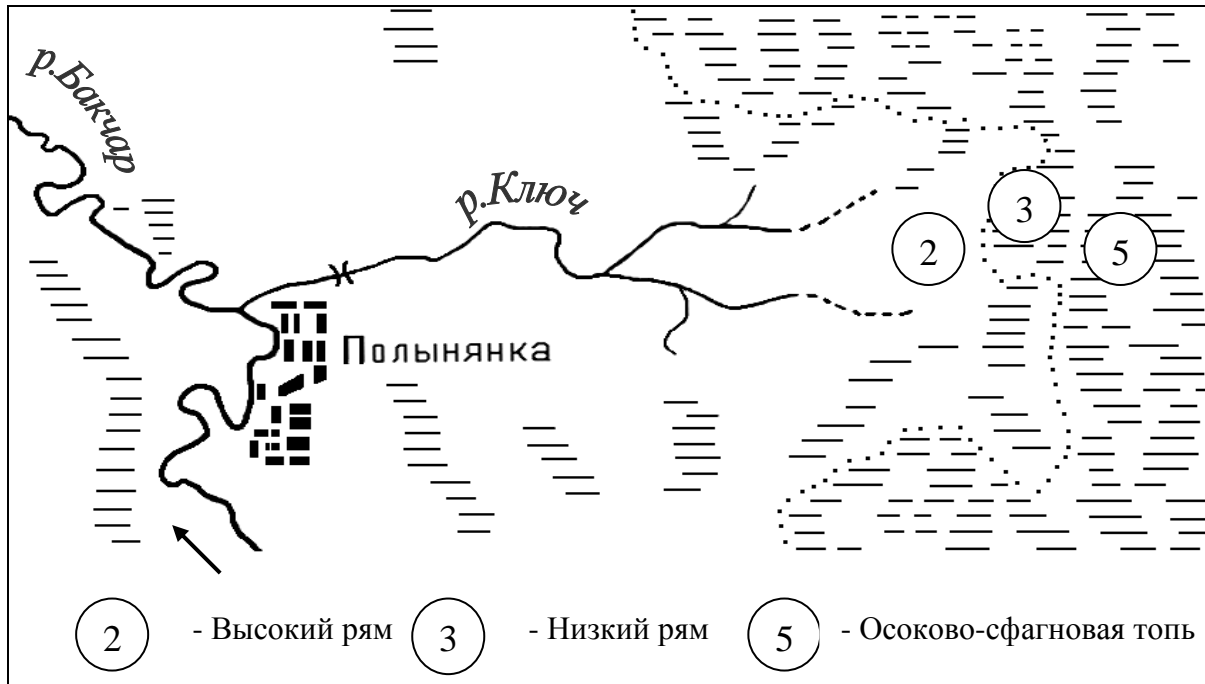 р.Бакчар
р.Ключ
3
2
5
Полынянка
2 - Высокий рям 3 - Низкий рям 5 - Осоково-сфагновая топь